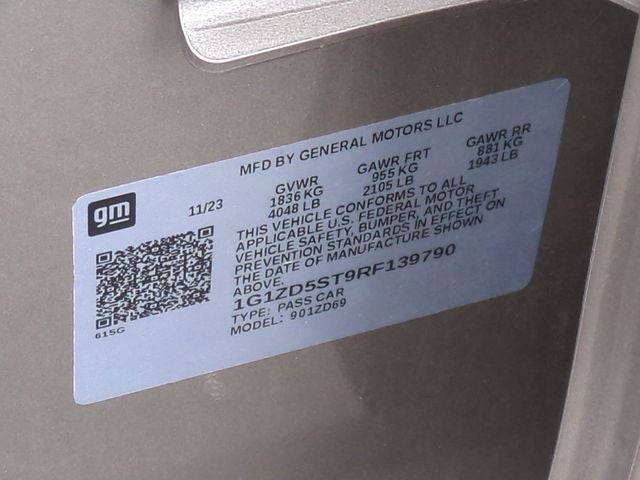 MFD BY GENERAL MOTORS LLC
gm
11/23
GVWR GAWR FRT GAWR RR
1836 KG 955 KG 881 KG
4048 LB 2105 LB 1943 LB
THIS VEHICLE CONFORMS TO ALL
APPLICABLE U.S. FEDERAL MOTOR
VEHICLE SAFETY, BUMPER, AND THEFT
PREVENTION STANDARDS IN EFFECT ON
THE DATE OF MANUFACTURE SHOWN
ABOVE.
1G1ZD5ST9RF139790
TYPE: PASS CAR
MODEL: 901ZD69
615G